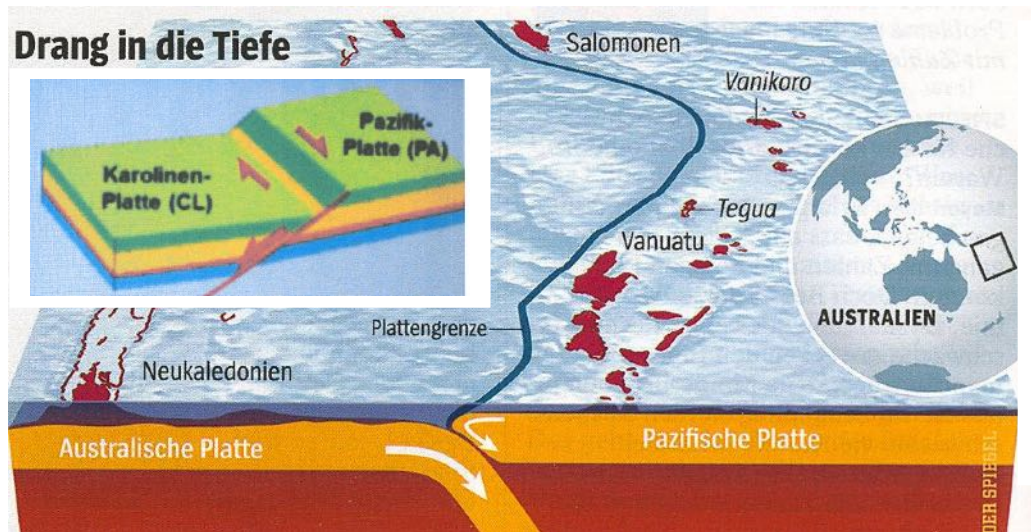 Drang in die Tiefe
Salomonen
Vanikoro
Pazifik-
Platte (PA)
Karolinen-
Platte (CL)
Tegua
Vanuatu
Plattengrenze
AUSTRALIEN
Neukaledonien
Australische Platte
Pazifische Platte
DER SPIEGEL